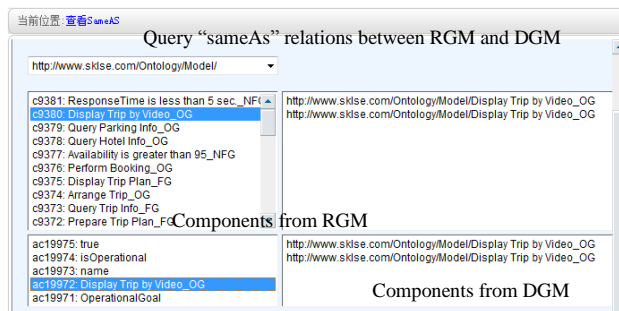 当前位置:查看SameAS
Query “sameAs” relations between RGM and DGM
http://www.sklse.com/Ontology/Model/
c9381: ResponseTime is less than 5 sec._NFG
http://www.sklse.com/Ontology/Model/Display Trip by Video_OG
c9380: Display Trip by Video_OG
http://www.sklse.com/Ontology/Model/Display Trip by Video_OG
c9379: Query Parking Info_OG
c9378: Query Hotel Info_OG
c9377: Availability is greater than 95_NFG
c9376: Perform Booking_OG
c9375: Display Trip Plan_FG
c9374: Arrange Trip_OG
c9373: Query Trip Info_FG
c9372: Prepare Trip Plan_FG
Components from RGM
ac19975: true
http://www.sklse.com/Ontology/Model/Display Trip by Video_OG
ac19974: isOperational
http://www.sklse.com/Ontology/Model/Display Trip by Video_OG
ac19973: name
ac19972: Display Trip by Video_OG
ac19971: OperationalGoal
Components from DGM